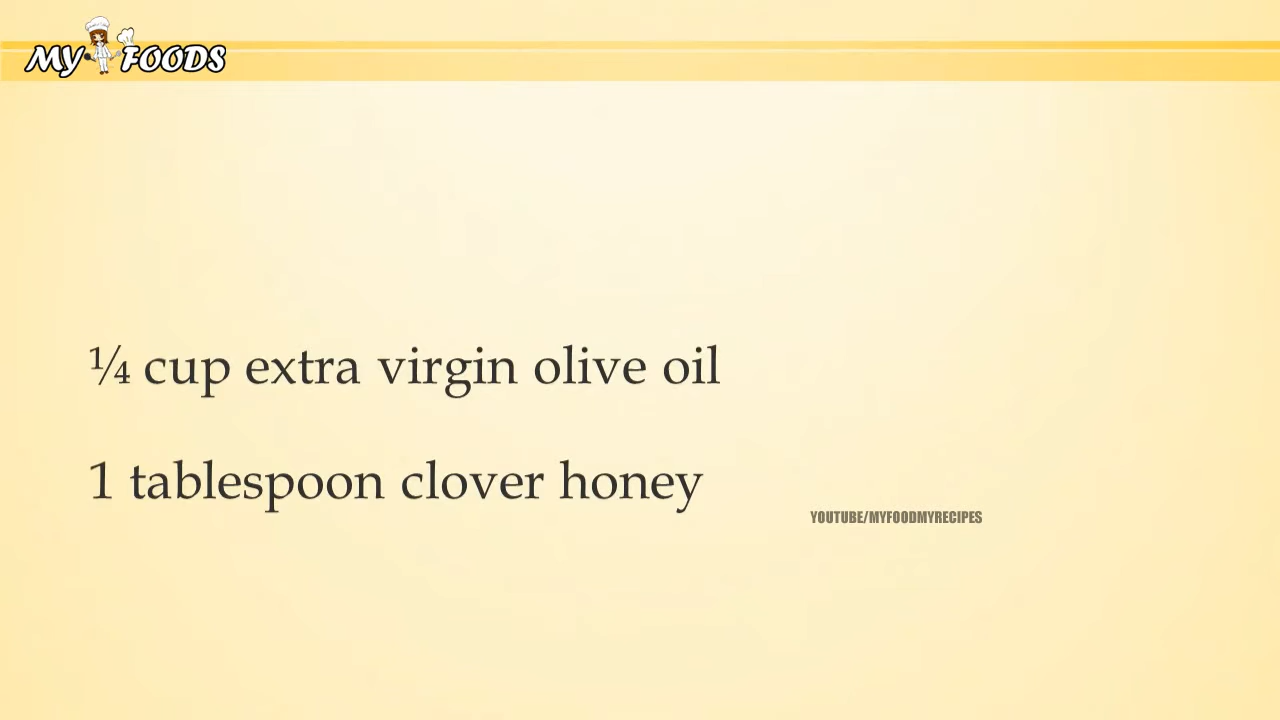 MY FOODS
¼ cup extra virgin olive oil
1 tablespoon clover honey
YOUTUBE/MYFOODMYRECIPES